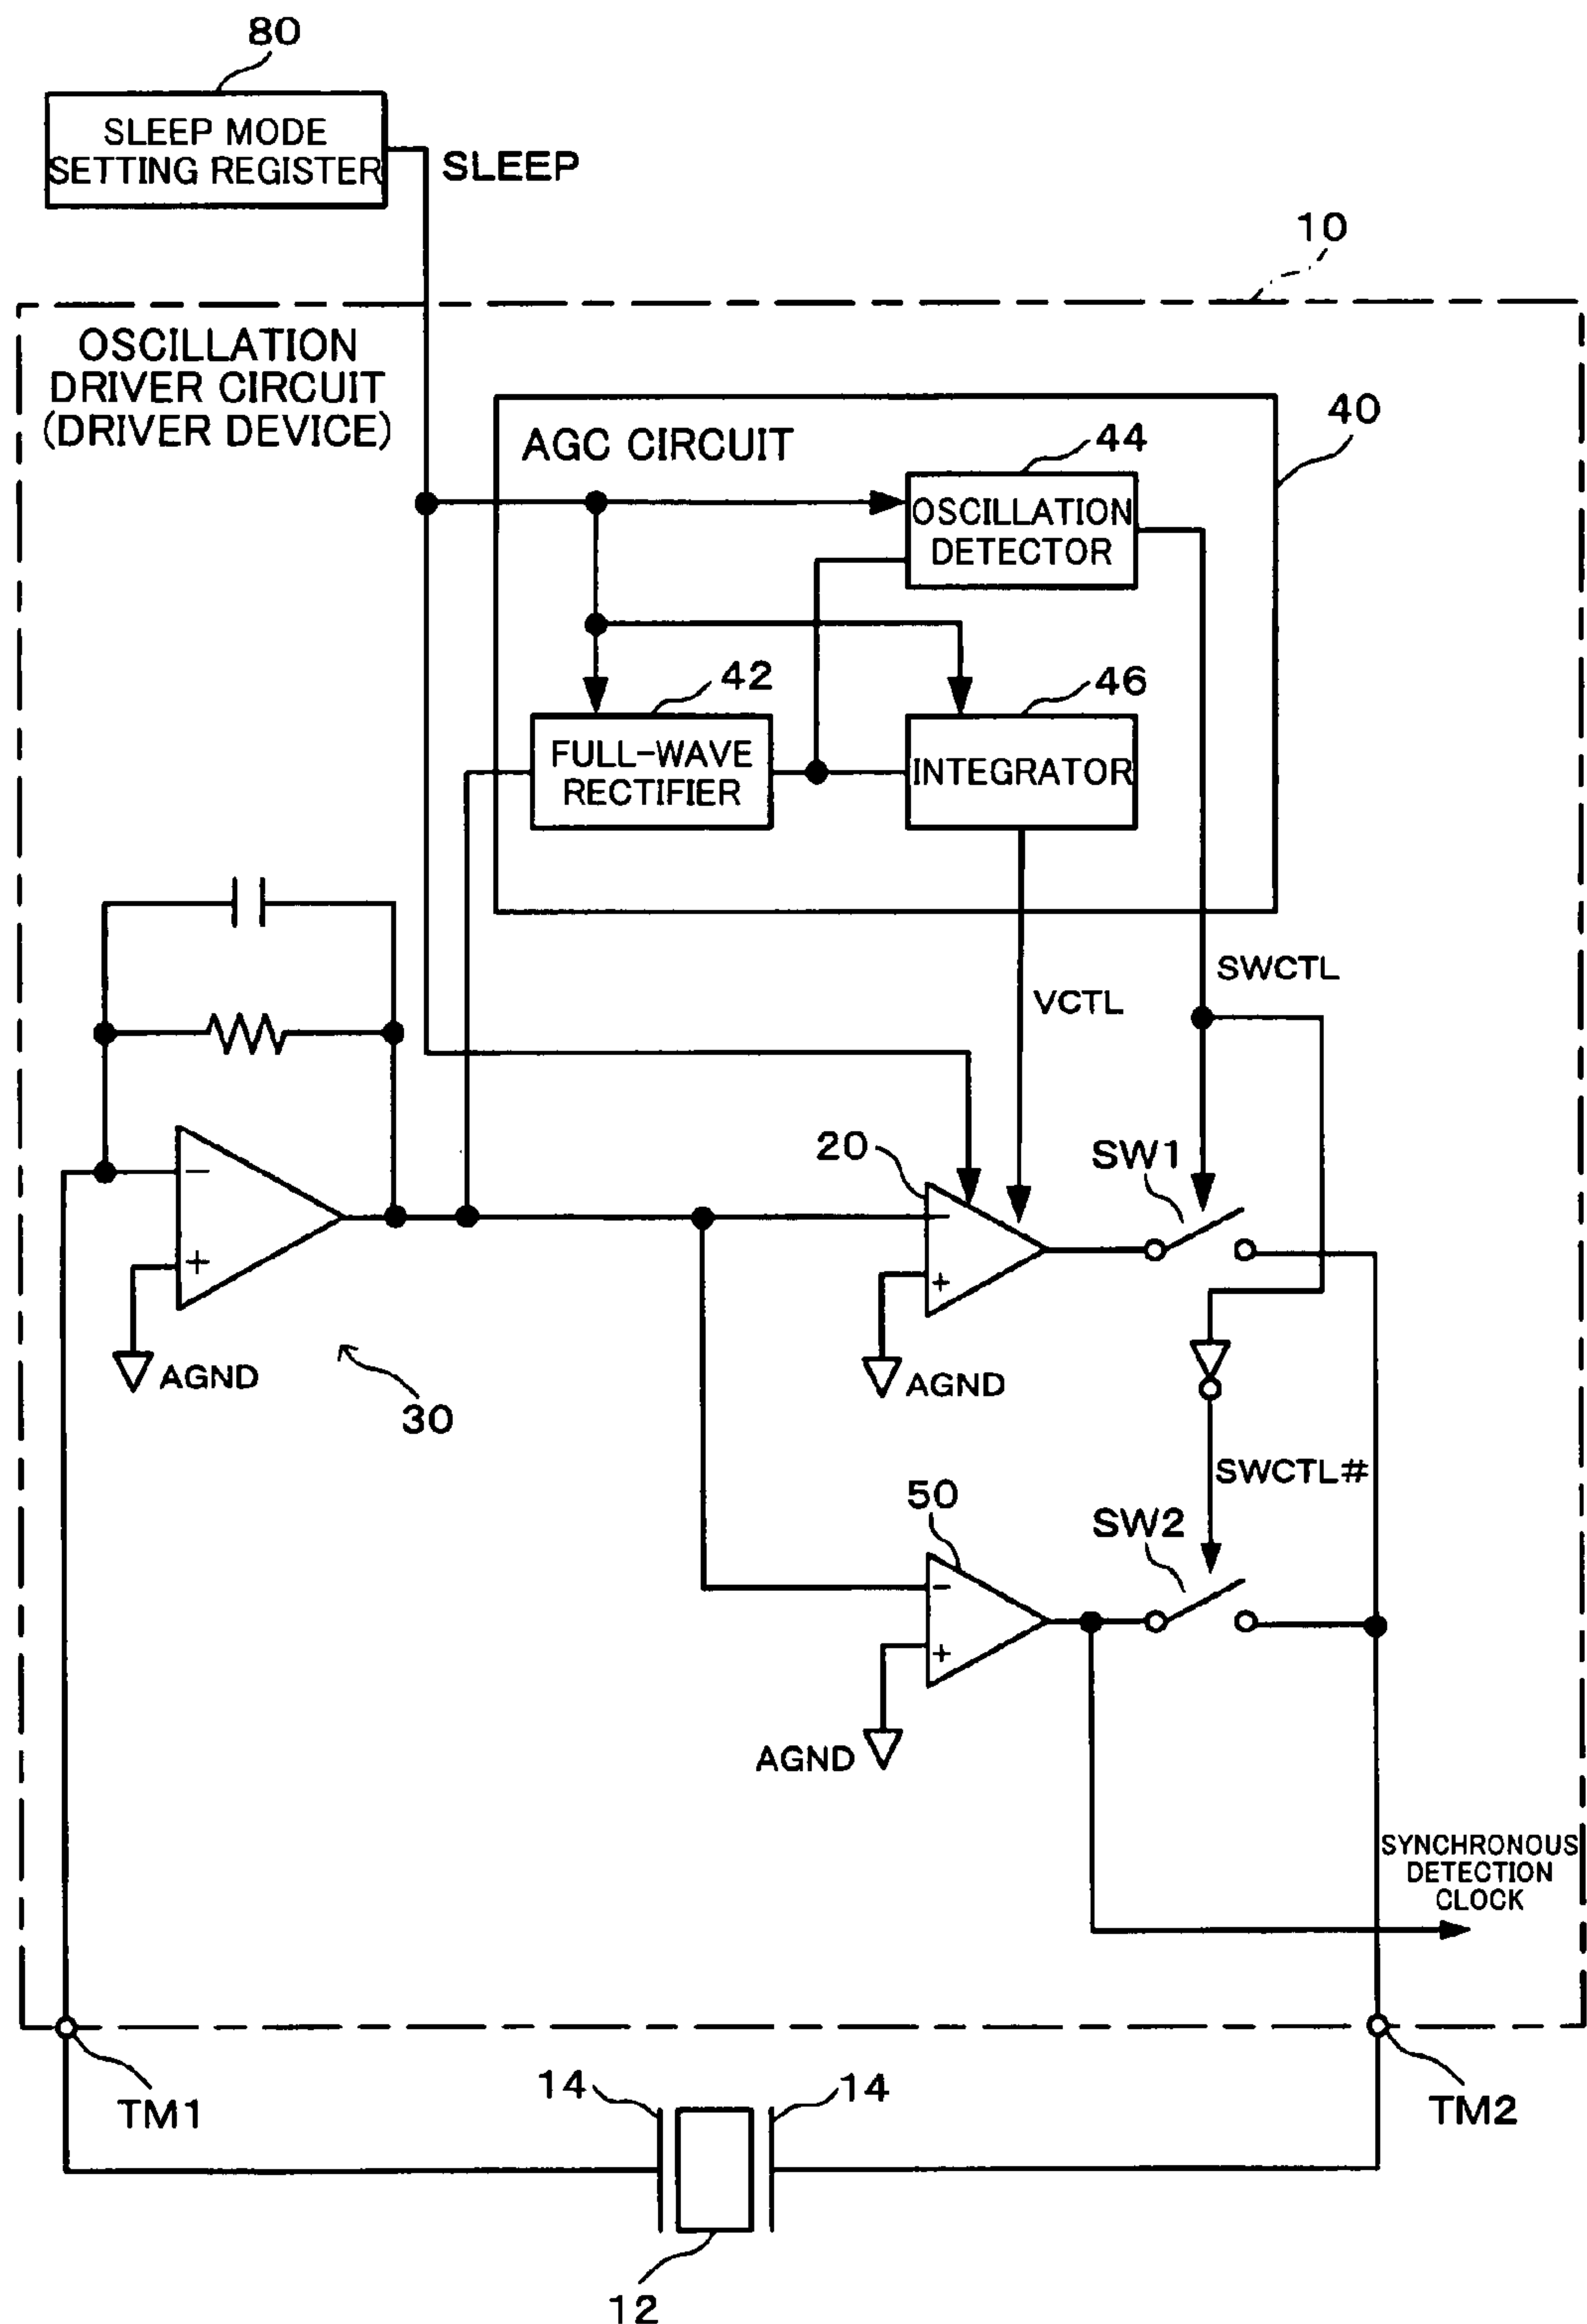 80
SLEEP MODE
SETTING REGISTER
SLEEP
10
OSCILLATION
DRIVER CIRCUIT
(DRIVER DEVICE)
40
AGC CIRCUIT
44
OSCILLATION
DETECTOR
42
46
FULL-WAVE
RECTIFIER
INTEGRATOR
SWCTL
VCTL
20
SW1
−
−
+
+
AGND
AGND
30
SWCTL#
50
SW2
−
+
AGND
SYNCHRONOUS
DETECTION
CLOCK
TM1
14
14
TM2
12